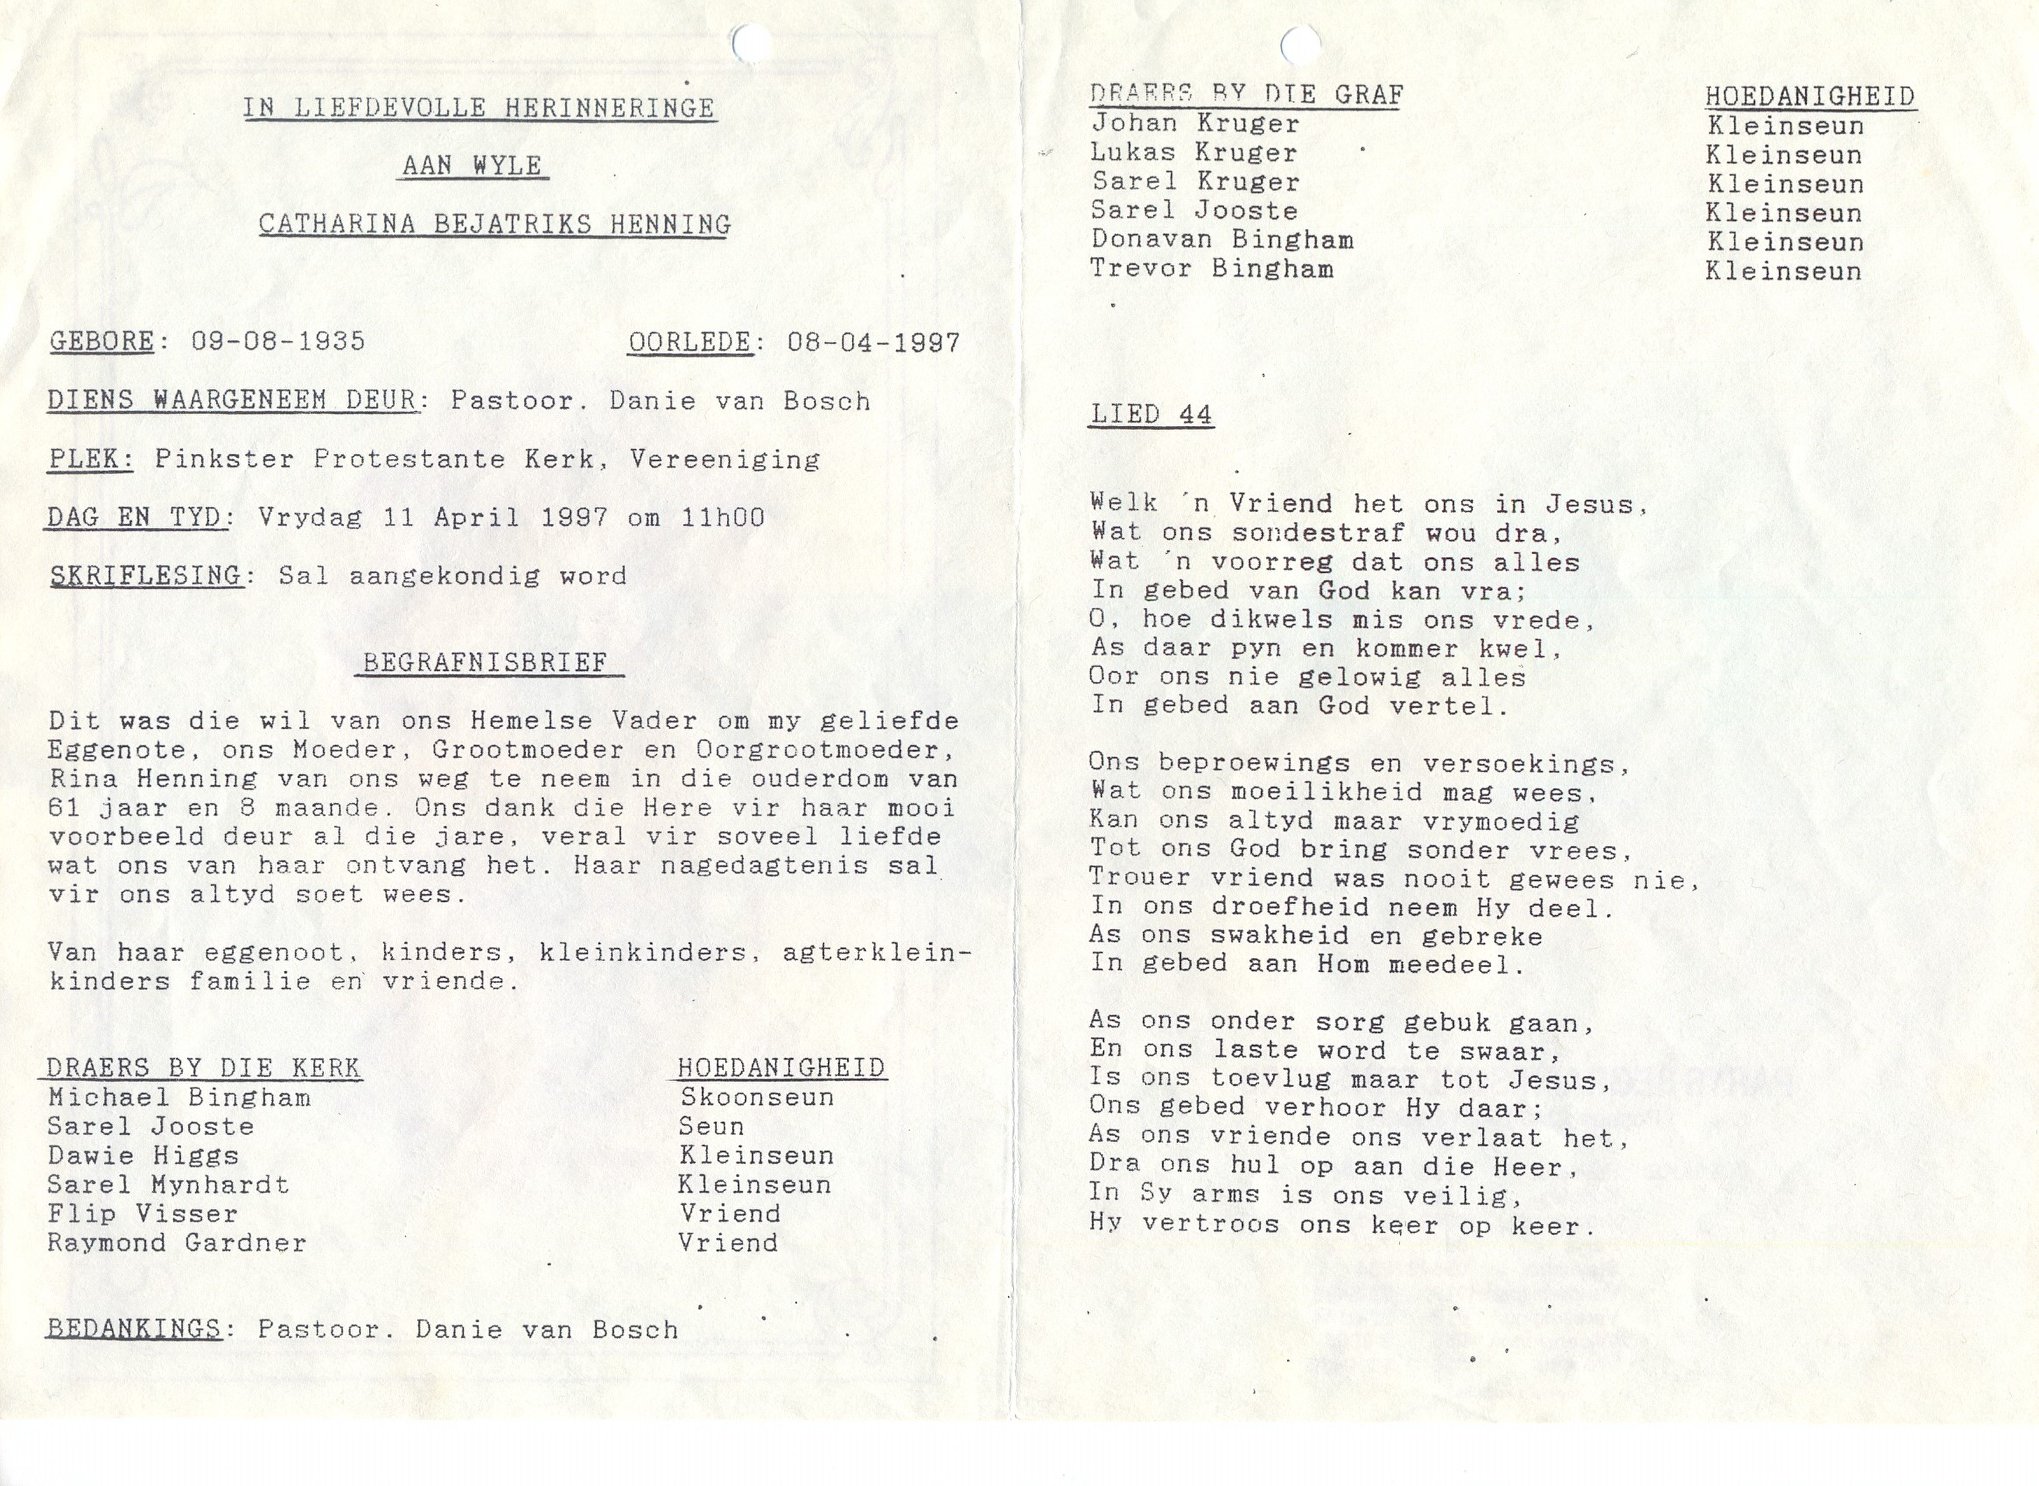 IN LIEFDEVOLLE HERINNERINGE
AAN WYLE
CATHARINA BEJATRIKS HENNING
GEBORE: 09-08-1935 OORLEDE: 08-04-1997
DIENS WAARGENEEM DEUR: Pastoor. Danie van Bosch
PLEK: Pinkster Protestante Kerk, Vereeniging
DAG EN TYD: Vrydag 11 April 1997 om 11h00
SKRIFLESING: Sal aangekondig word
BEGRAFNISBRIEF
Dit was die wil van ons Hemelse Vader om my geliefde
Eggenote, ons Moeder, Grootmoeder en Oorgrootmoeder,
Rina Henning van ons weg te neem in die ouderdom van
61 jaar en 8 maande. Ons dank die Here vir haar mooi
voorbeeld deur al die jare, veral vir soveel liefde
wat ons van haar ontvang het. Haar nagedagtenis sal
vir ons altyd soet wees.
Van haar eggenoot, kinders, kleinkinders, agterklein-
kinders familie en vriende.
DRAERS BY DIE KERK HOEDANIGHEID
Michael Bingham Skoonseun
Sarel Jooste Seun
Dawie Higgs Kleinseun
Sarel Mynhardt Kleinseun
Flip Visser Vriend
Raymond Gardner Vriend
BEDANKINGS: Pastoor. Danie van Bosch
DRAERS BY DIE GRAF HOEDANIGHEID
Johan Kruger Kleinseun
Lukas Kruger Kleinseun
Sarel Kruger Kleinseun
Sarel Jooste Kleinseun
Donavan Bingham Kleinseun
Trevor Bingham Kleinseun
LIED 44
Welk 'n Vriend het ons in Jesus,
Wat ons sondestraf wou dra,
Wat 'n voorreg dat ons alles
In gebed van God kan vra;
O, hoe dikwels mis ons vrede,
As daar pyn en kommer kwel,
Oor ons nie gelowig alles
In gebed aan God vertel.
Ons beproewings en versoekings,
Wat ons moeilikheid mag wees,
Kan ons altyd maar vrymoedig
Tot ons God bring sonder vrees,
Trouer vriend was nooit gewees nie,
In ons droefheid neem Hy deel.
As ons swakheid en gebreke
In gebed aan Hom meedeel.
As ons onder sorg gebuk gaan,
En ons laste word te swaar,
Is ons toevlug maar tot Jesus,
Ons gebed verhoor Hy daar;
As ons vriende ons verlaat het,
Dra ons hul op aan die Heer,
In Sy arms is ons veilig,
Hy vertroos ons keer op keer.